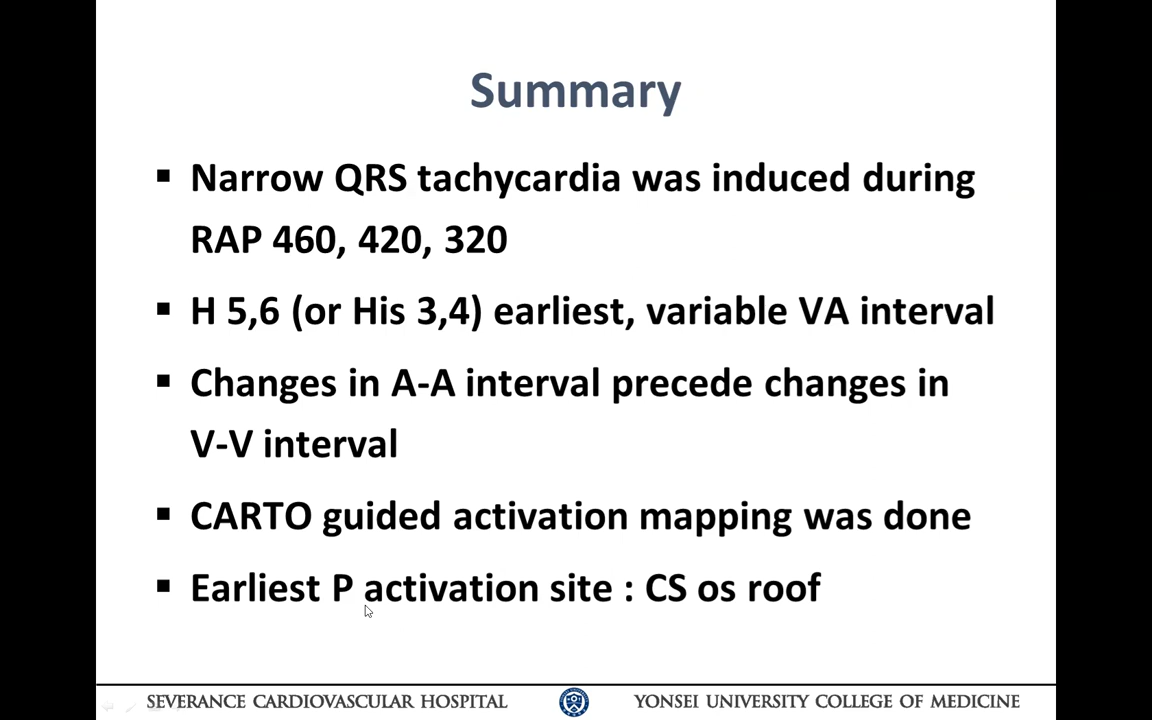 Summary
▪ Narrow QRS tachycardia was induced during
RAP 460, 420, 320
▪ H 5,6 (or His 3,4) earliest, variable VA interval
▪ Changes in A-A interval precede changes in
V-V interval
▪ CARTO guided activation mapping was done
▪ Earliest P activation site : CS os roof
SEVERANCE CARDIOVASCULAR HOSPITAL YONSEI UNIVERSITY COLLEGE OF MEDICINE